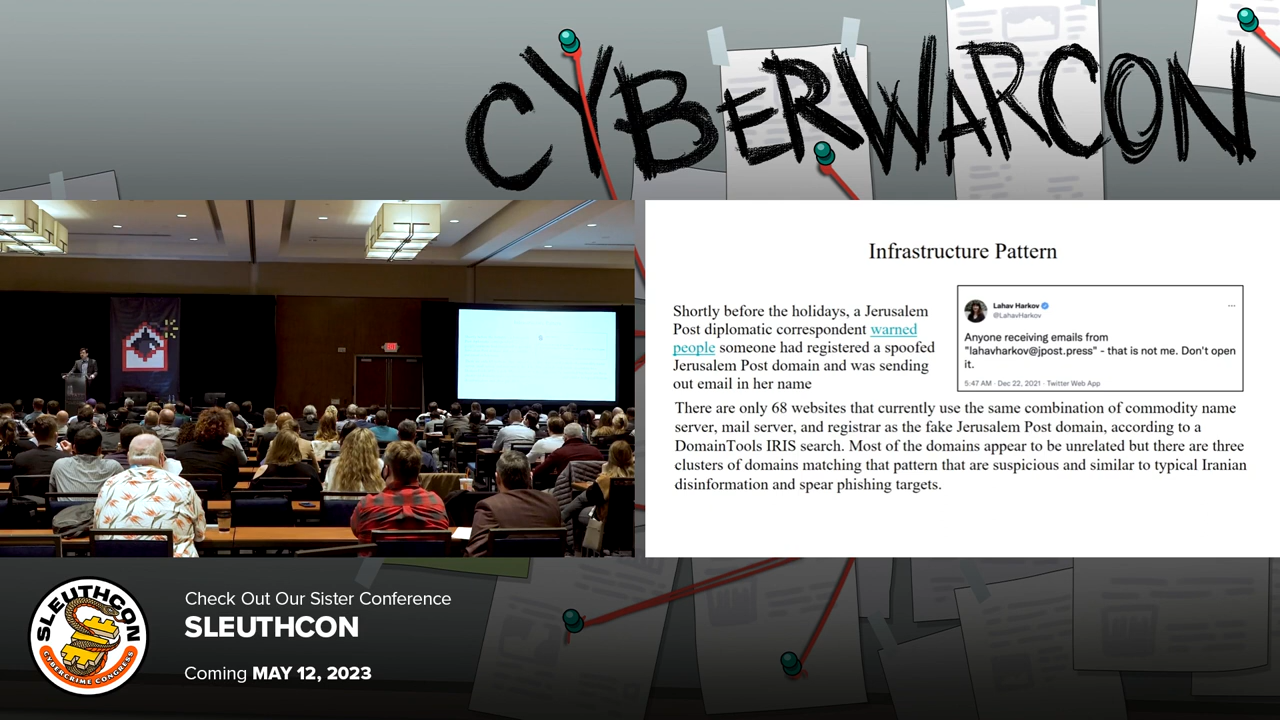 CYBERWARCON
Infrastructure Pattern
Shortly before the holidays, a Jerusalem
Post diplomatic correspondent warned
people someone had registered a spoofed
Jerusalem Post domain and was sending
out email in her name
Lahav Harkov
@LahavHarkov
Anyone receiving emails from
"lahavharkov@jpost.press" - that is not me. Don't open
it.
5:47 AM · Dec 22, 2021 · Twitter Web App
There are only 68 websites that currently use the same combination of commodity name
server, mail server, and registrar as the fake Jerusalem Post domain, according to a
DomainTools IRIS search. Most of the domains appear to be unrelated but there are three
clusters of domains matching that pattern that are suspicious and similar to typical Iranian
disinformation and spear phishing targets.
SLEUTHCON
CYBERCRIME CONGRESS
Check Out Our Sister Conference
SLEUTHCON
Coming MAY 12, 2023